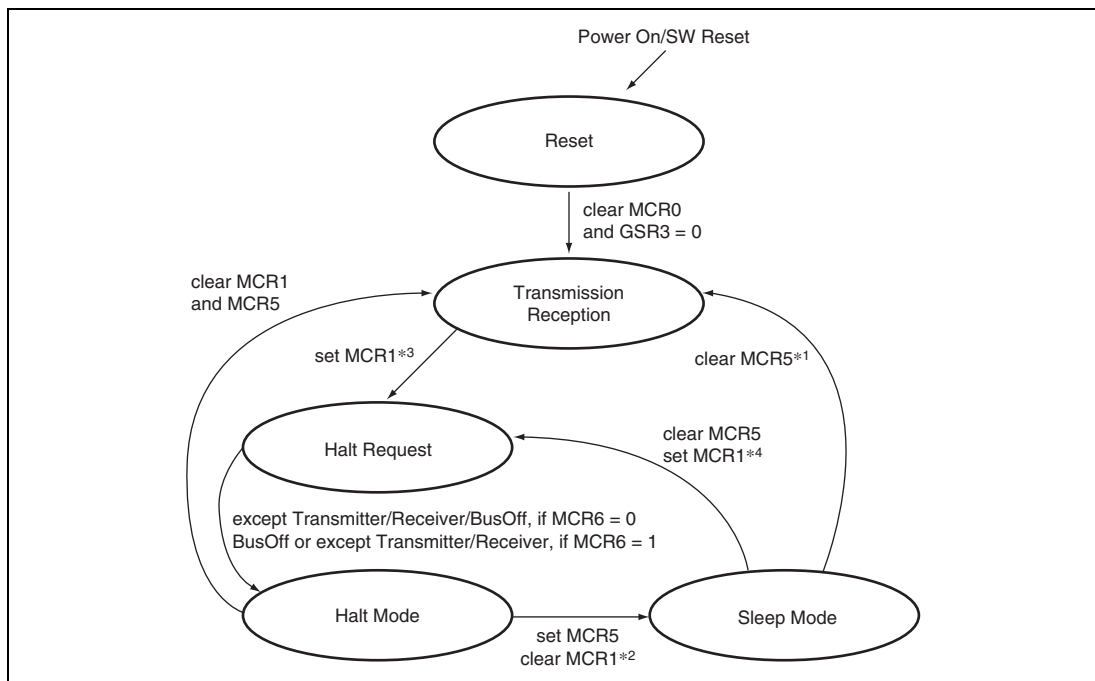 Power On/SW Reset
Reset
clear MCR0
and GSR3 = 0
clear MCR1
and MCR5
Transmission
Reception
set MCR1*3
clear MCR5*1
Halt Request
clear MCR5
set MCR1*4
except Transmitter/Receiver/BusOff, if MCR6 = 0
BusOff or except Transmitter/Receiver, if MCR6 = 1
Halt Mode
Sleep Mode
set MCR5
clear MCR1*2